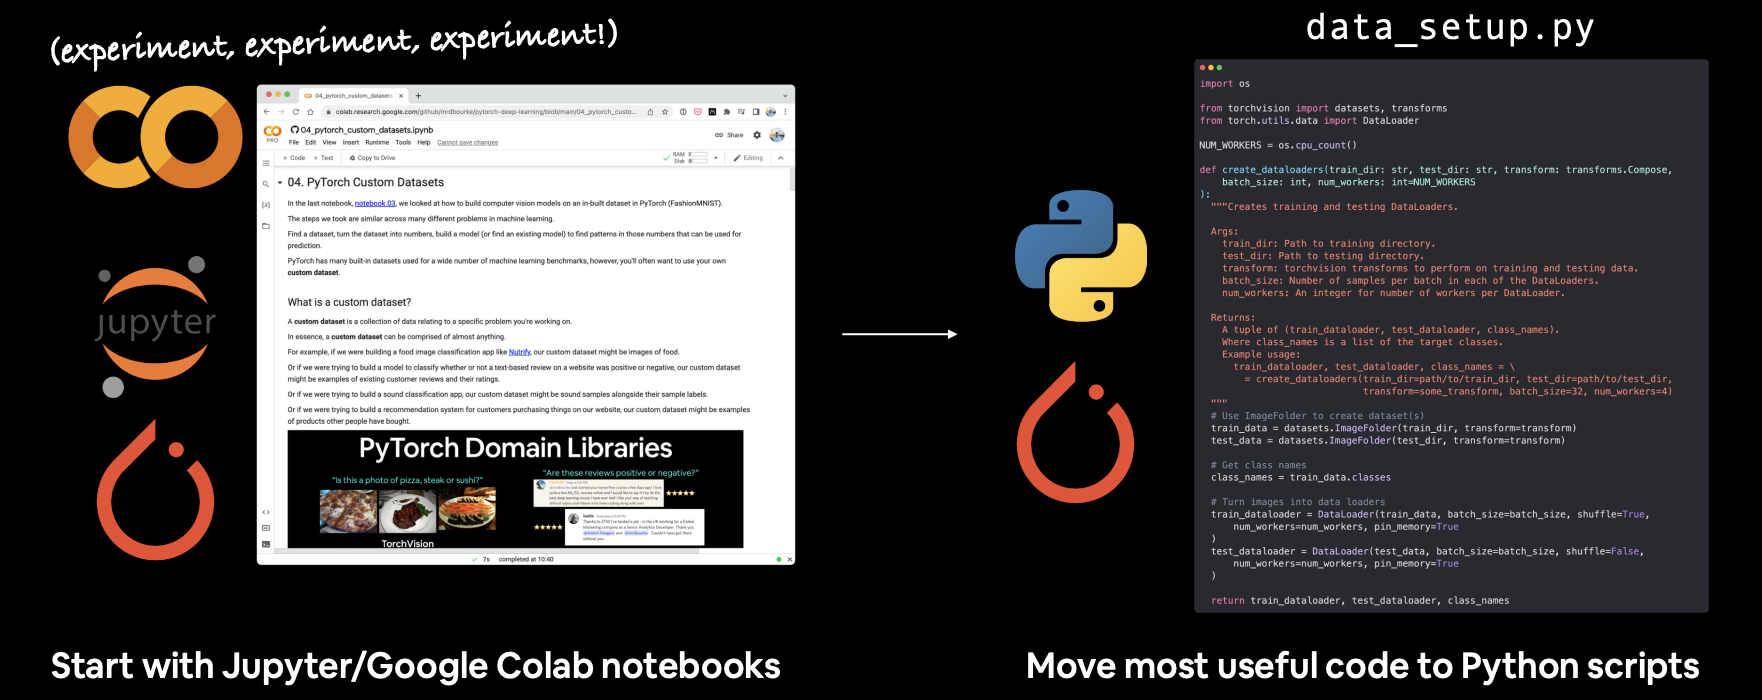 (experiment, experiment, experiment!)
04_pytorch_custom_datasets.
colab.research.google.com/github/mrdbourke/pytorch-deep-learning/blob/main/04_pytorch_custo...
04_pytorch_custom_datasets.ipynb
PRO
File Edit View Insert Runtime Tools Help Cannot save changes
Share
+ Code + Text Copy to Drive
RAM
Disk
Editing
04. PyTorch Custom Datasets
In the last notebook, notebook 03, we looked at how to build computer vision models on an in-built dataset in PyTorch (FashionMNIST).
The steps we took are similar across many different problems in machine learning.
Find a dataset, turn the dataset into numbers, build a model (or find an existing model) to find patterns in those numbers that can be used for
prediction.
PyTorch has many built-in datasets used for a wide number of machine learning benchmarks, however, you'll often want to use your own
custom dataset.
What is a custom dataset?
A custom dataset is a collection of data relating to a specific problem you're working on.
In essence, a custom dataset can be comprised of almost anything.
For example, if we were building a food image classification app like Nutrify, our custom dataset might be images of food.
Or if we were trying to build a model to classify whether or not a text-based review on a website was positive or negative, our custom dataset
might be examples of existing customer reviews and their ratings.
Or if we were trying to build a sound classification app, our custom dataset might be sound samples alongside their sample labels.
Or if we were trying to build a recommendation system for customers purchasing things on our website, our custom dataset might be examples
of products other people have bought.
PyTorch Domain Libraries
"Is this a photo of pizza, steak or sushi?"
"Are these reviews positive or negative?"
TorchVision
7s completed at 10:40
jupyter
Start with Jupyter/Google Colab notebooks
data_setup.py
import os
from torchvision import datasets, transforms
from torch.utils.data import DataLoader
NUM_WORKERS = os.cpu_count()
def create_dataloaders(train_dir: str, test_dir: str, transform: transforms.Compose,
batch_size: int, num_workers: int=NUM_WORKERS
):
"""Creates training and testing DataLoaders.
Args:
train_dir: Path to training directory.
test_dir: Path to testing directory.
transform: torchvision transforms to perform on training and testing data.
batch_size: Number of samples per batch in each of the DataLoaders.
num_workers: An integer for number of workers per DataLoader.
Returns:
A tuple of (train_dataloader, test_dataloader, class_names).
Where class_names is a list of the target classes.
Example usage:
train_dataloader, test_dataloader, class_names = \
= create_dataloaders(train_dir=path/to/train_dir, test_dir=path/to/test_dir,
transform=some_transform, batch_size=32, num_workers=4)
"""
# Use ImageFolder to create dataset(s)
train_data = datasets.ImageFolder(train_dir, transform=transform)
test_data = datasets.ImageFolder(test_dir, transform=transform)
# Get class names
class_names = train_data.classes
# Turn images into data loaders
train_dataloader = DataLoader(train_data, batch_size=batch_size, shuffle=True,
num_workers=num_workers, pin_memory=True
)
test_dataloader = DataLoader(test_data, batch_size=batch_size, shuffle=False,
num_workers=num_workers, pin_memory=True
)
return train_dataloader, test_dataloader, class_names
Move most useful code to Python scripts